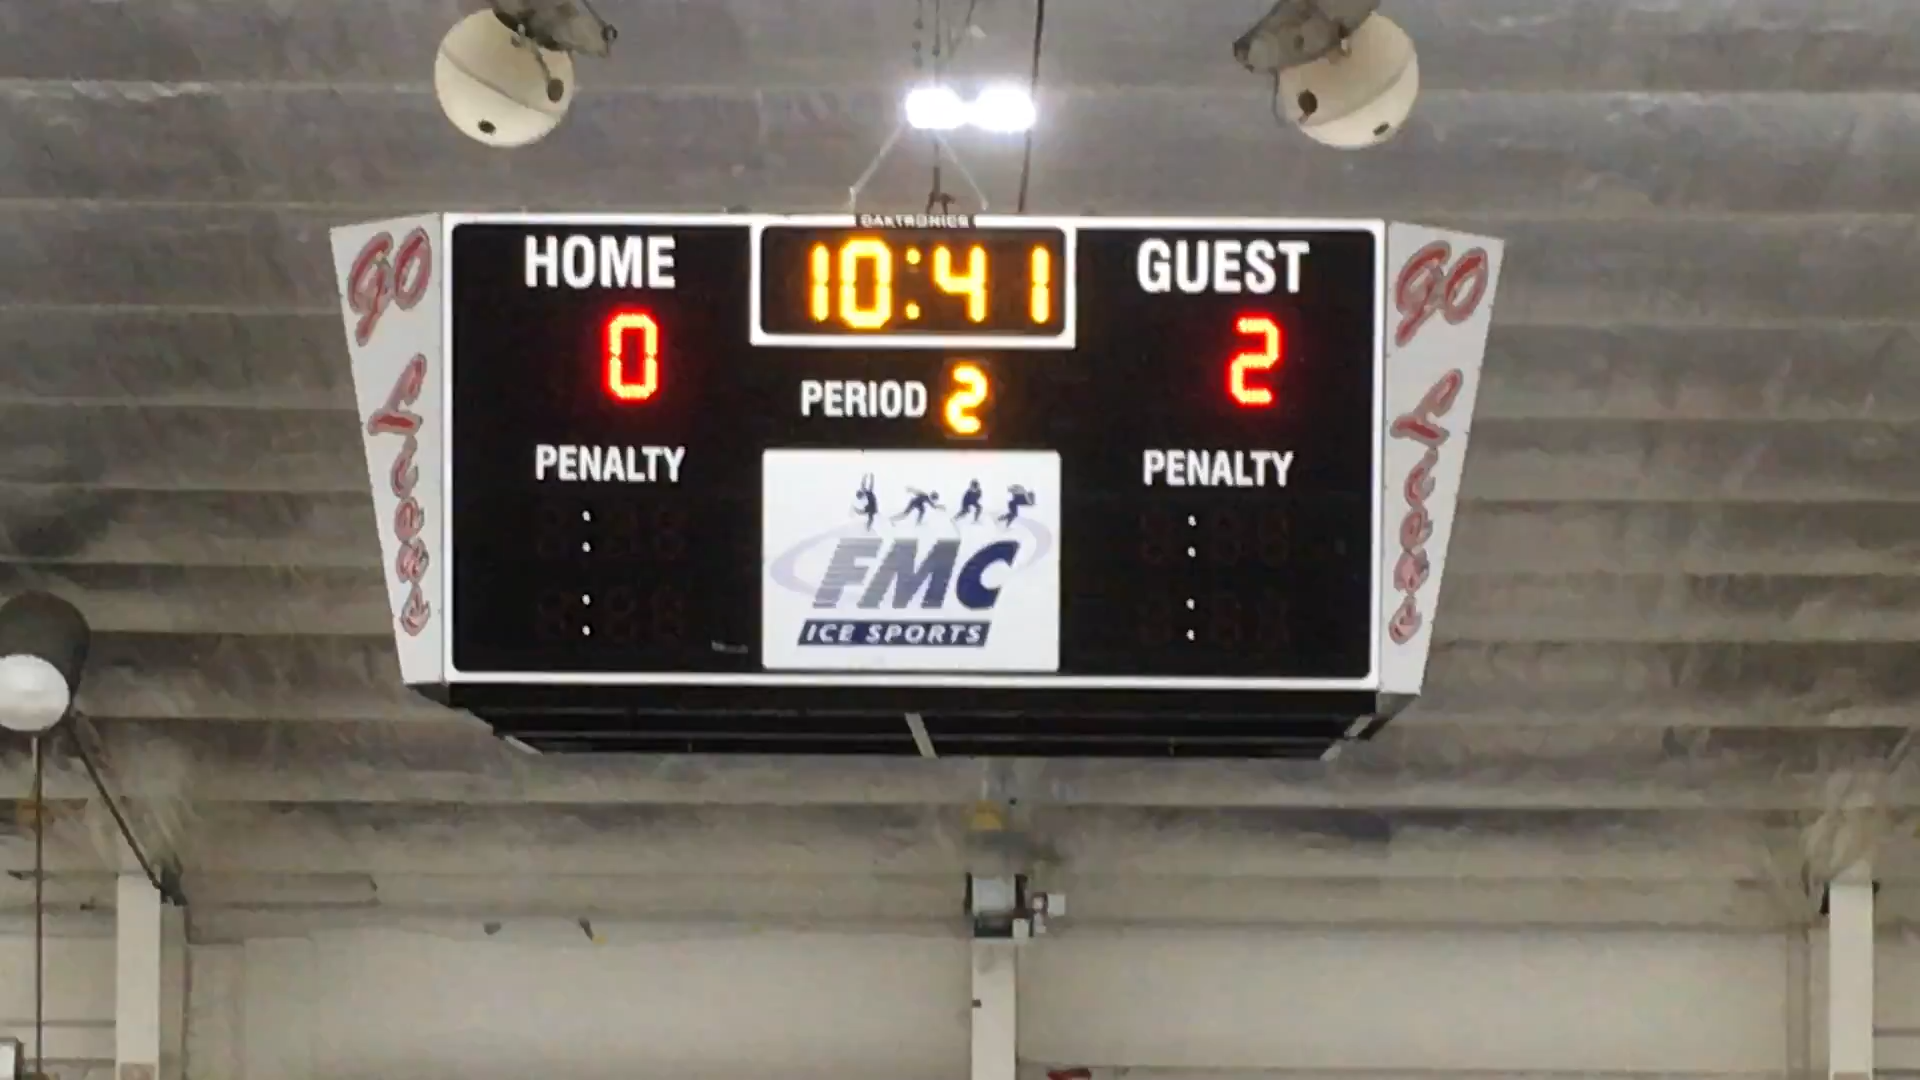 DAKTRONICS
HOME
10:41
GUEST
0
2
PERIOD 2
PENALTY
PENALTY
:
:
:
:
FMC
ICE SPORTS
GO
GO